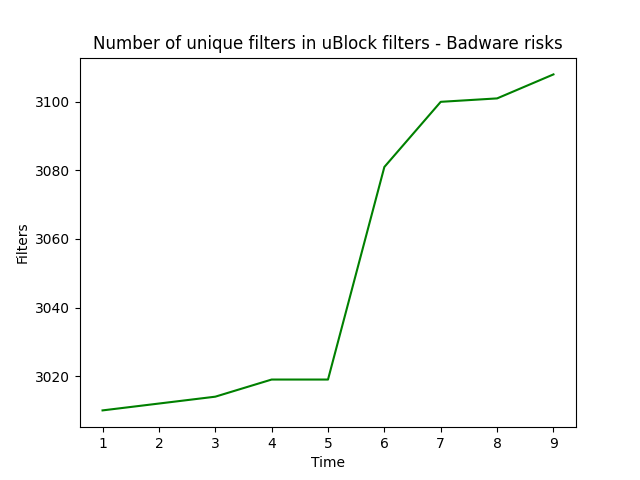 Number of unique filters in uBlock filters - Badware risks
3100
3080
3060
3040
3020
Filters
1 2 3 4 5 6 7 8 9
Time